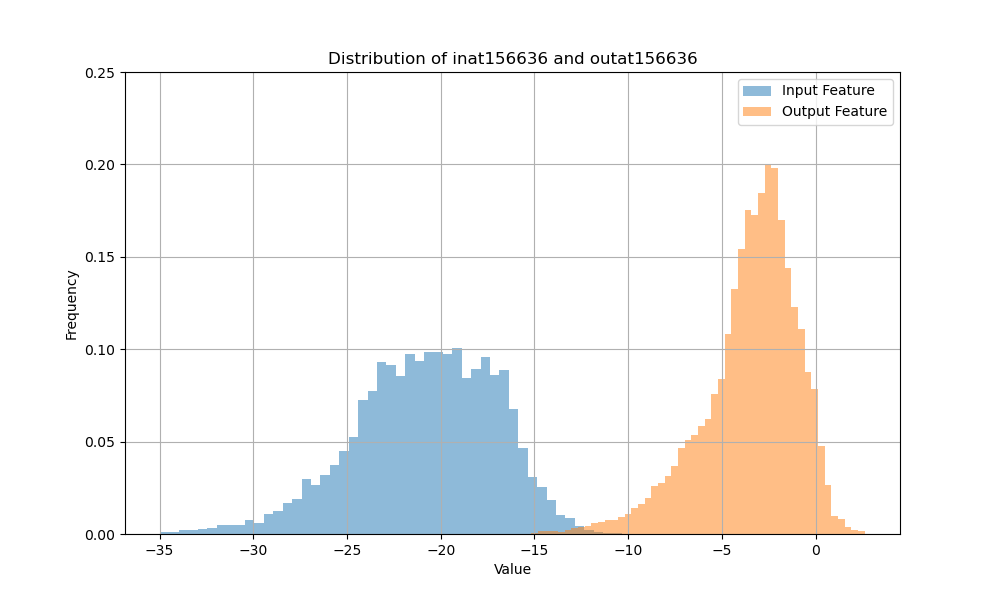 Distribution of inat156636 and outat156636
Input Feature
Output Feature
0.25
0.20
0.15
0.10
0.05
0.00
Frequency
−35
−30
−25
−20
−15
−10
−5
0
Value